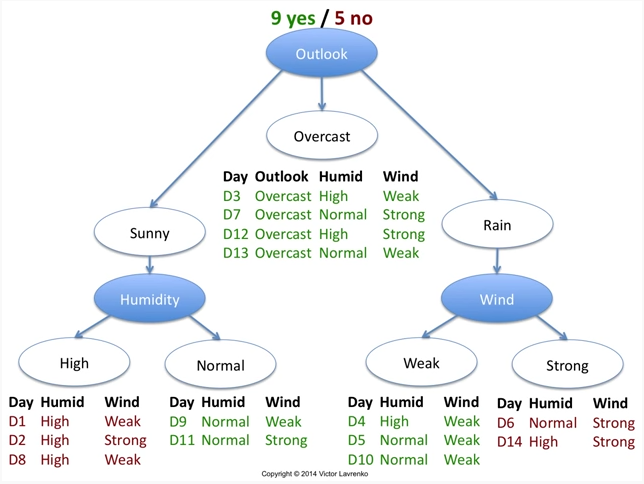 9 yes / 5 no
Outlook
Overcast
Day Outlook Humid Wind
D3 Overcast High Weak
D7 Overcast Normal Strong
D12 Overcast High Strong
D13 Overcast Normal Weak
Sunny
Rain
Humidity
Wind
High
Normal
Weak
Strong
Day Humid Wind
D1 High Weak
D2 High Strong
D8 High Weak
Day Humid Wind
D9 Normal Weak
D11 Normal Strong
Day Humid Wind
D4 High Weak
D5 Normal Weak
D10 Normal Weak
Day Humid Wind
D6 Normal Strong
D14 High Strong
Copyright © 2014 Victor Lavrenko